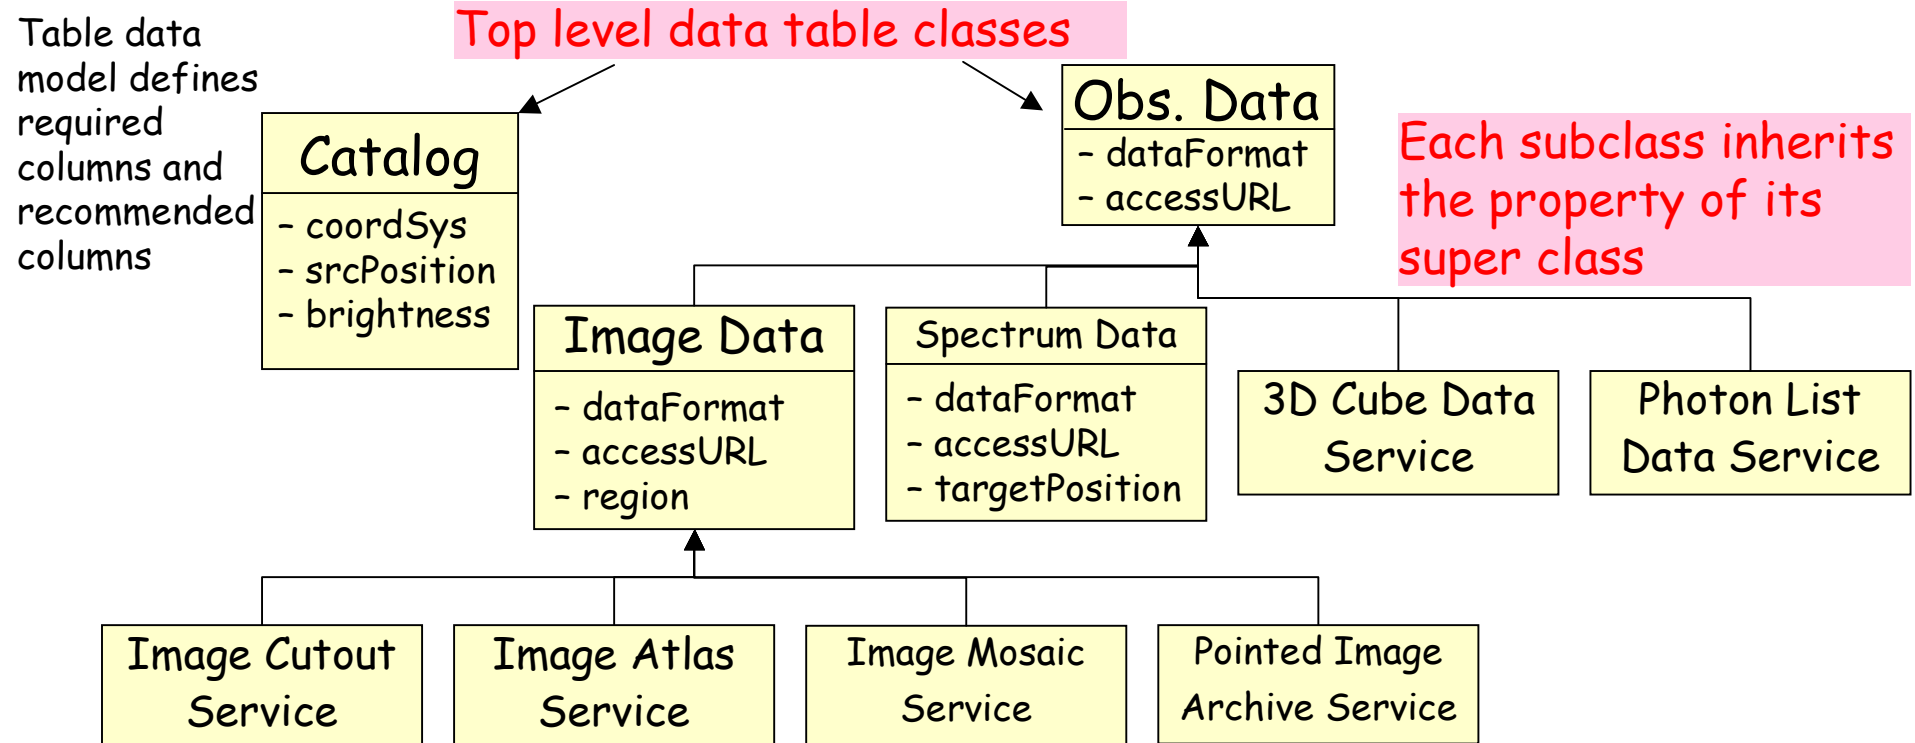 Table data
model defines
required
columns and
recommended
columns
Top level data table classes
Catalog
- coordSys
- srcPosition
- brightness
Obs. Data
- dataFormat
- accessURL
Each subclass inherits
the property of its
super class
Image Data
- dataFormat
- accessURL
- region
Spectrum Data
- dataFormat
- accessURL
- targetPosition
3D Cube Data
Service
Photon List
Data Service
Image Cutout
Service
Image Atlas
Service
Image Mosaic
Service
Pointed Image
Archive Service